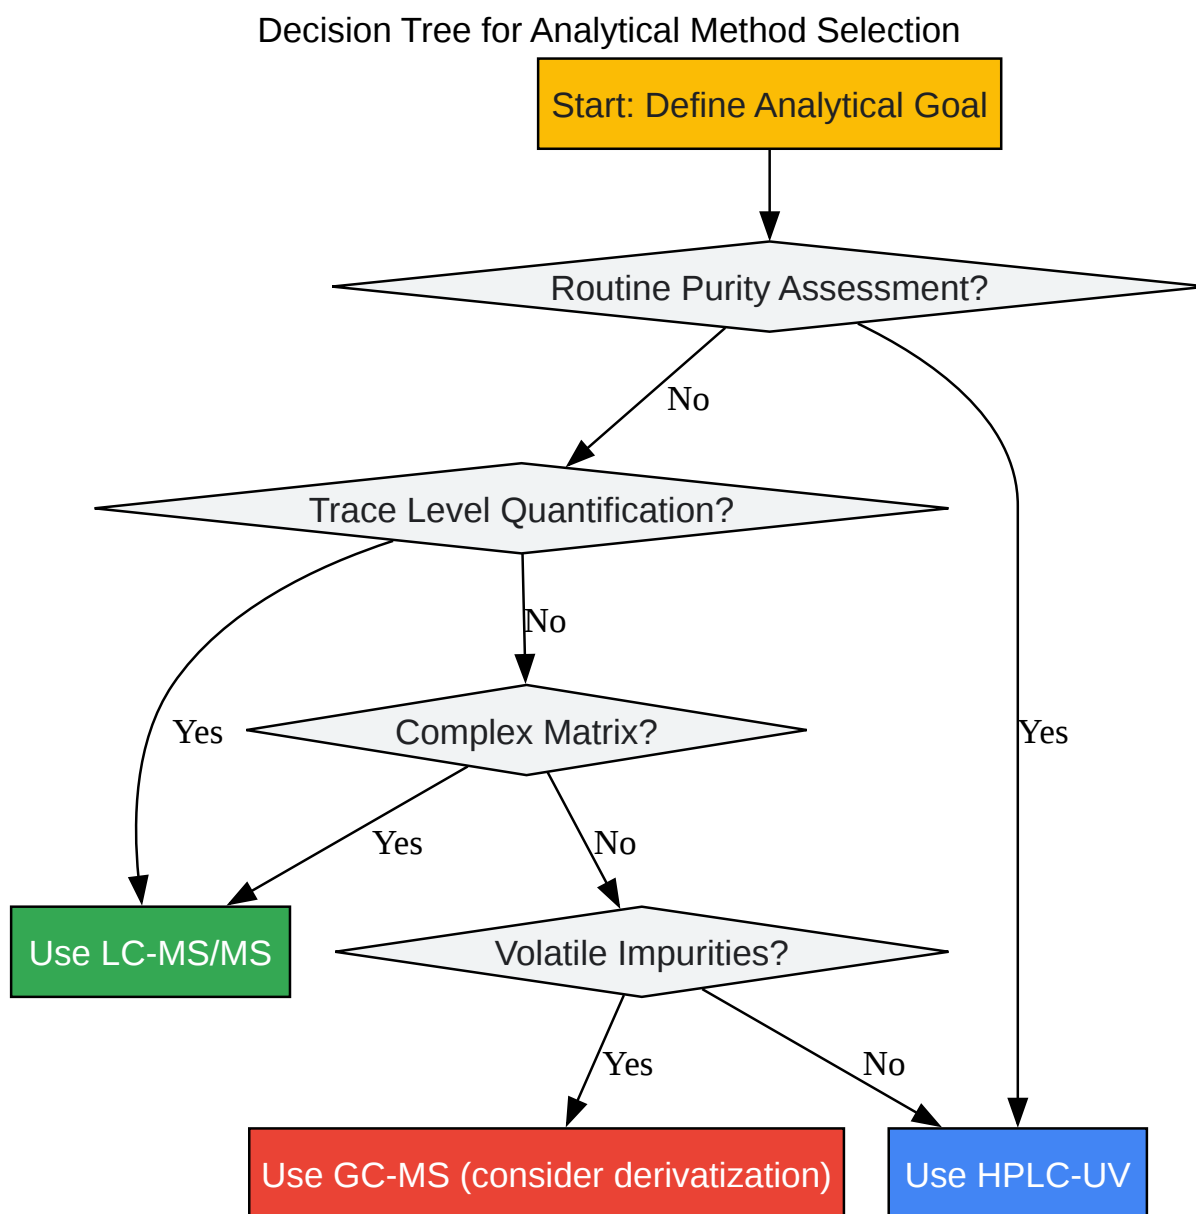 Decision Tree for Analytical Method Selection
Start: Define Analytical Goal
Routine Purity Assessment?
No
Trace Level Quantification?
No
Yes
Complex Matrix?
Yes
Yes
No
Use LC-MS/MS
Volatile Impurities?
Yes
No
Use GC-MS (consider derivatization)
Use HPLC-UV